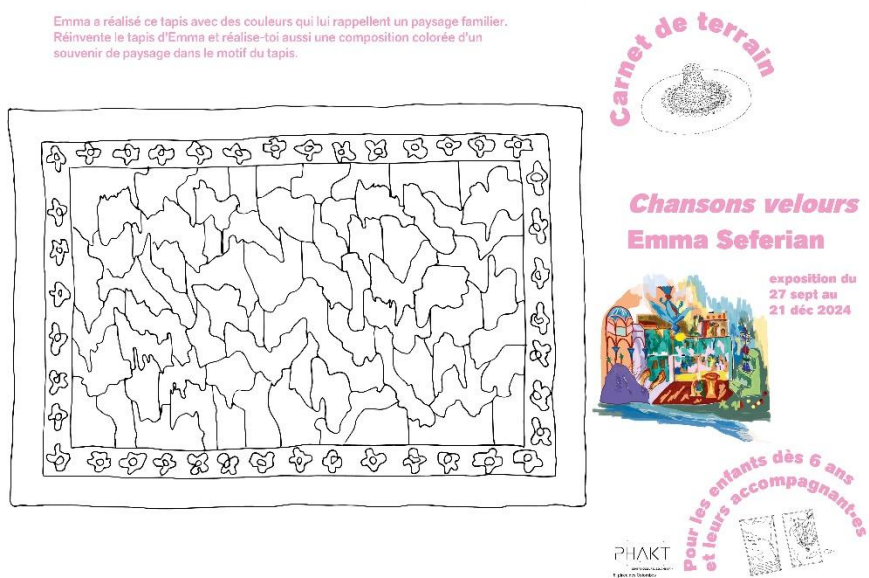 Emma a réalisé ce tapis avec des couleurs qui lui rappellent un paysage familier.
Réinvente le tapis d'Emma et réalise-toi aussi une composition colorée d'un
souvenir de paysage dans le motif du tapis.
Carnet de terrain
Chansons velours
Emma Seferian
exposition du
27 sept au
21 déc 2024
Pour les enfants dès 6 ans
et leurs accompagnant•es
PHAKT